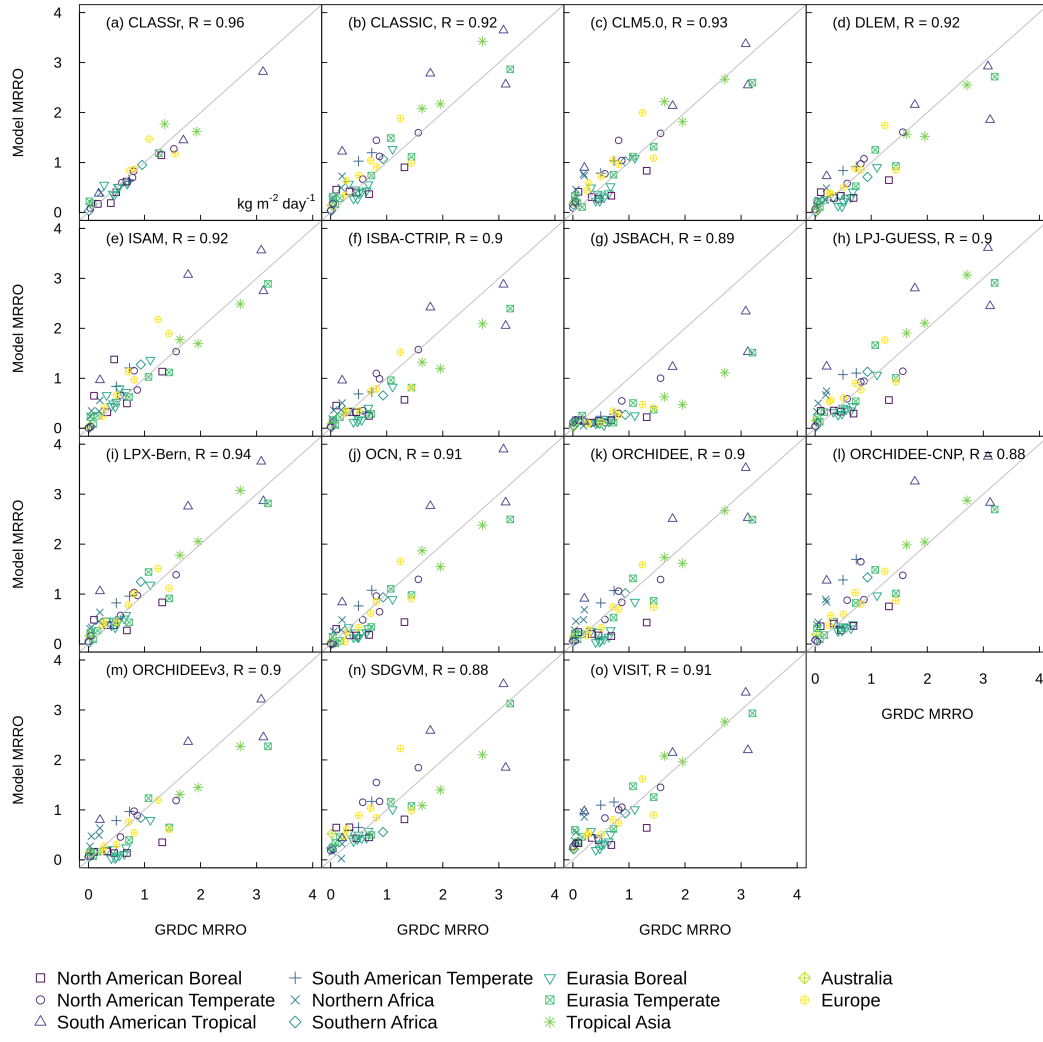 4
3
2
1
0
Model MRRO
(a) CLASSr, R = 0.96
kg m⁻² day⁻¹
(b) CLASSIC, R = 0.92
(c) CLM5.0, R = 0.93
(d) DLEM, R = 0.92
4
3
2
1
0
Model MRRO
(e) ISAM, R = 0.92
(f) ISBA-CTRIP, R = 0.9
(g) JSBACH, R = 0.89
(h) LPJ-GUESS, R = 0.9
4
3
2
1
0
Model MRRO
(i) LPX-Bern, R = 0.94
(j) OCN, R = 0.91
(k) ORCHIDEE, R = 0.9
(l) ORCHIDEE-CNP, R = 0.88
4
3
2
1
0
Model MRRO
(m) ORCHIDEEv3, R = 0.9
(n) SDGVM, R = 0.88
(o) VISIT, R = 0.91
0 1 2 3 4
GRDC MRRO
0 1 2 3 4
GRDC MRRO
0 1 2 3 4
GRDC MRRO
0 1 2 3 4
GRDC MRRO
North American Boreal
North American Temperate
South American Tropical
South American Temperate
Northern Africa
Southern Africa
Eurasia Boreal
Eurasia Temperate
Tropical Asia
Australia
Europe